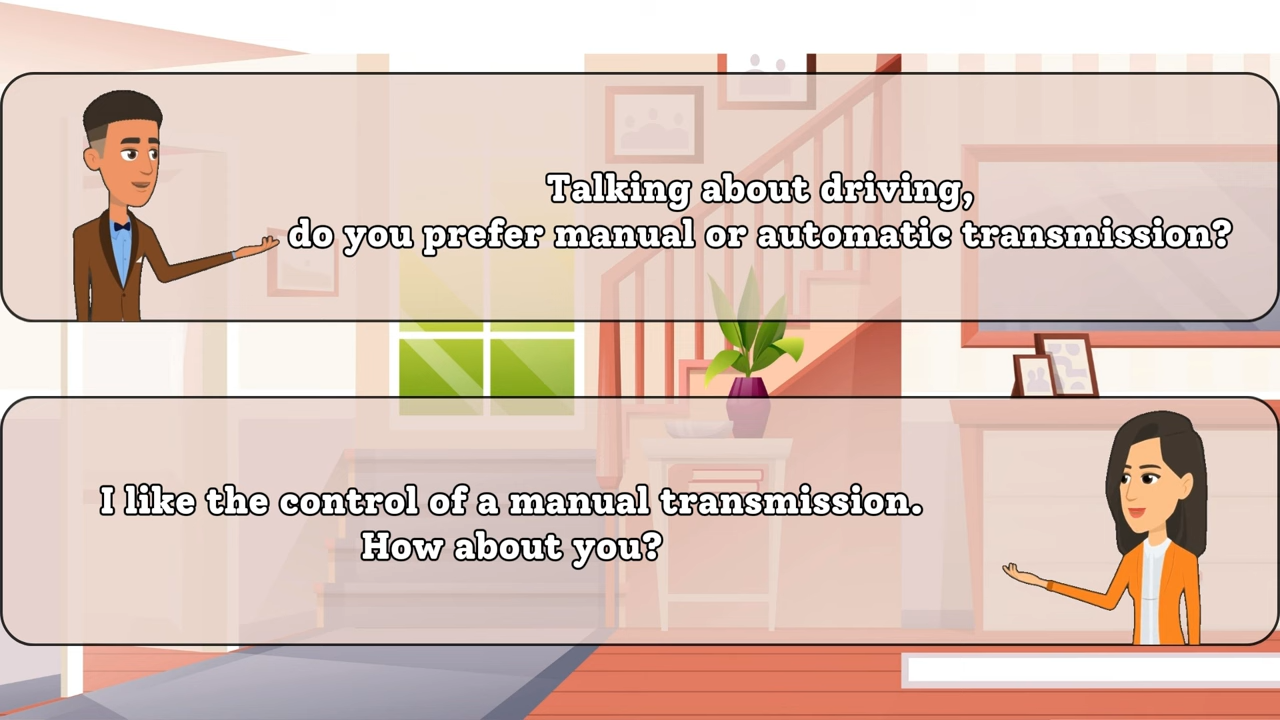 Talking about driving,
do you prefer manual or automatic transmission?
I like the control of a manual transmission.
How about you?